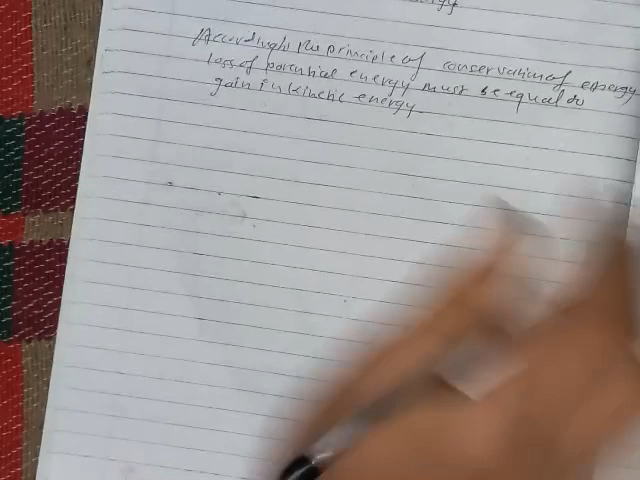 According to the principle of conservation of energy
loss of potential energy must be equal to
gain in kinetic energy